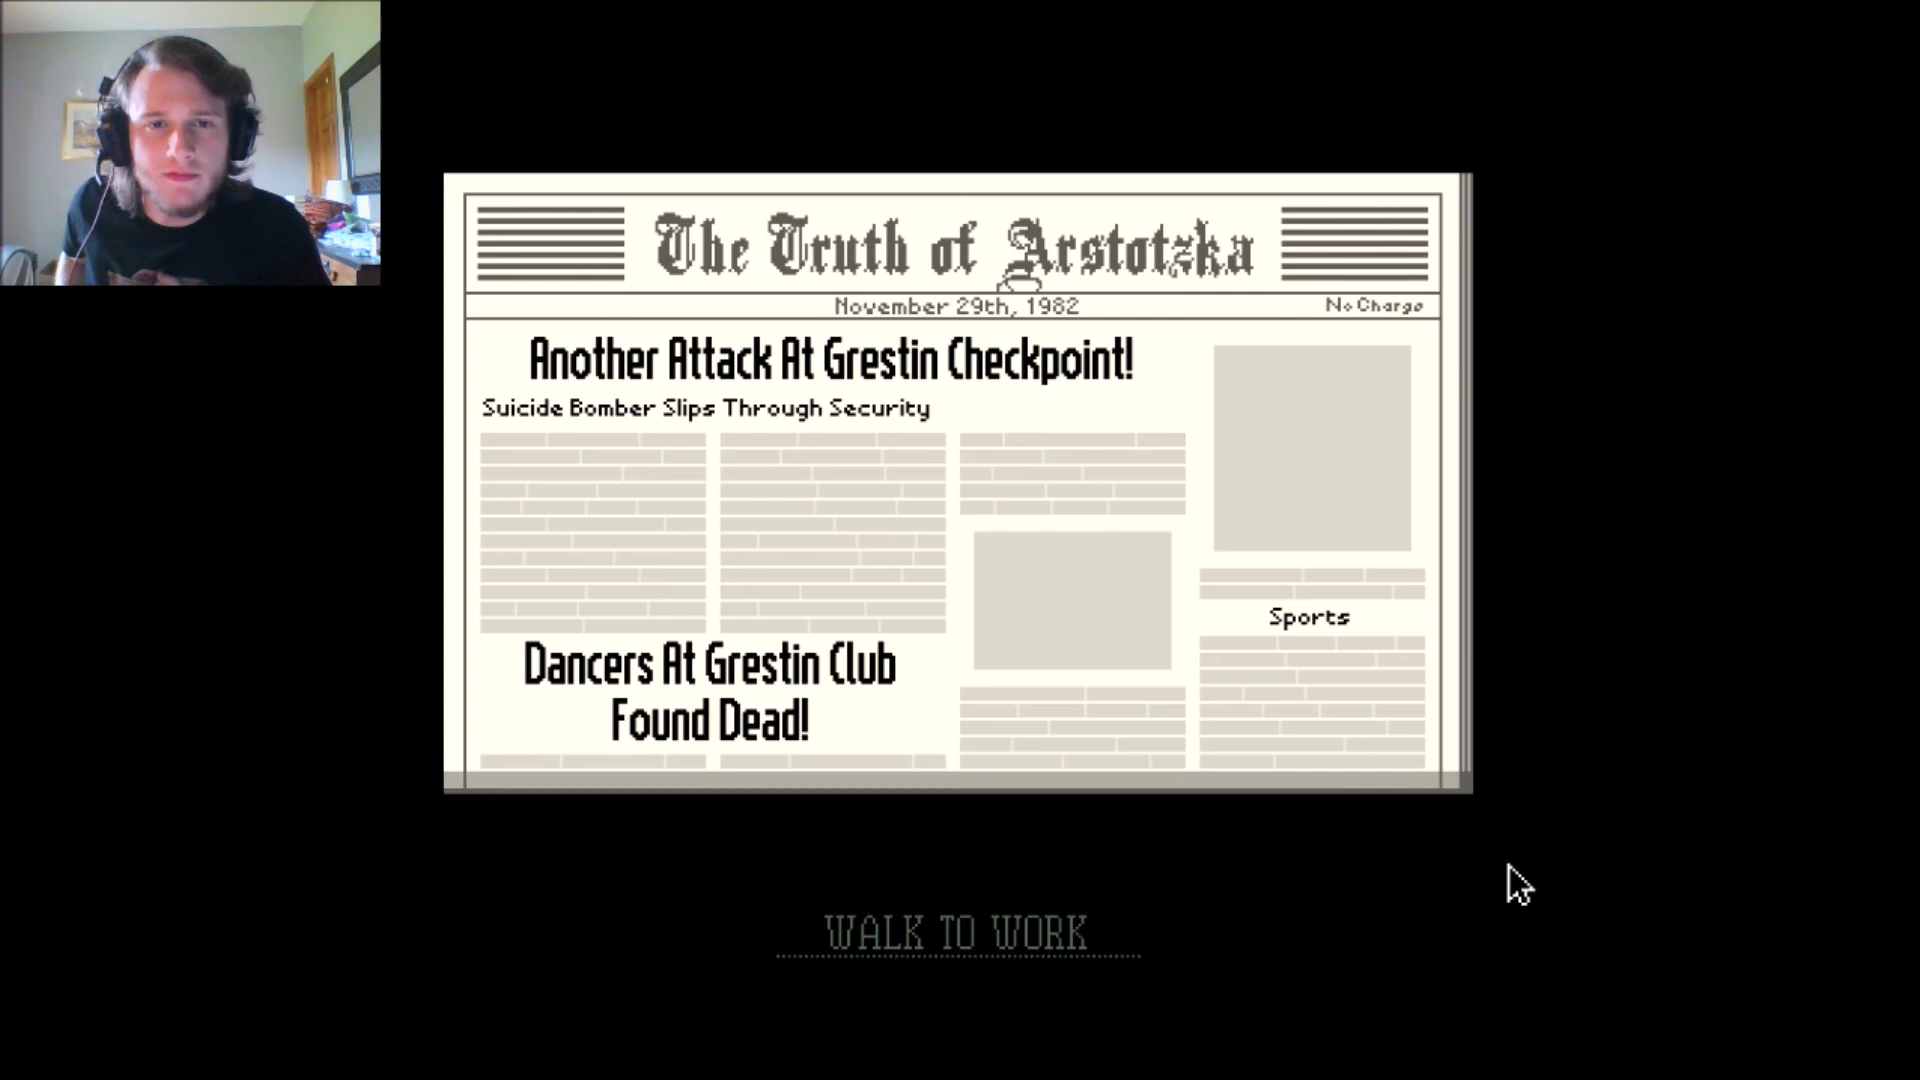 The Truth of Arstotzka
November 29th, 1982
No Charge
Another Attack At Grestin Checkpoint!
Suicide Bomber Slips Through Security
Dancers At Grestin Club
Found Dead!
Sports
WALK TO WORK